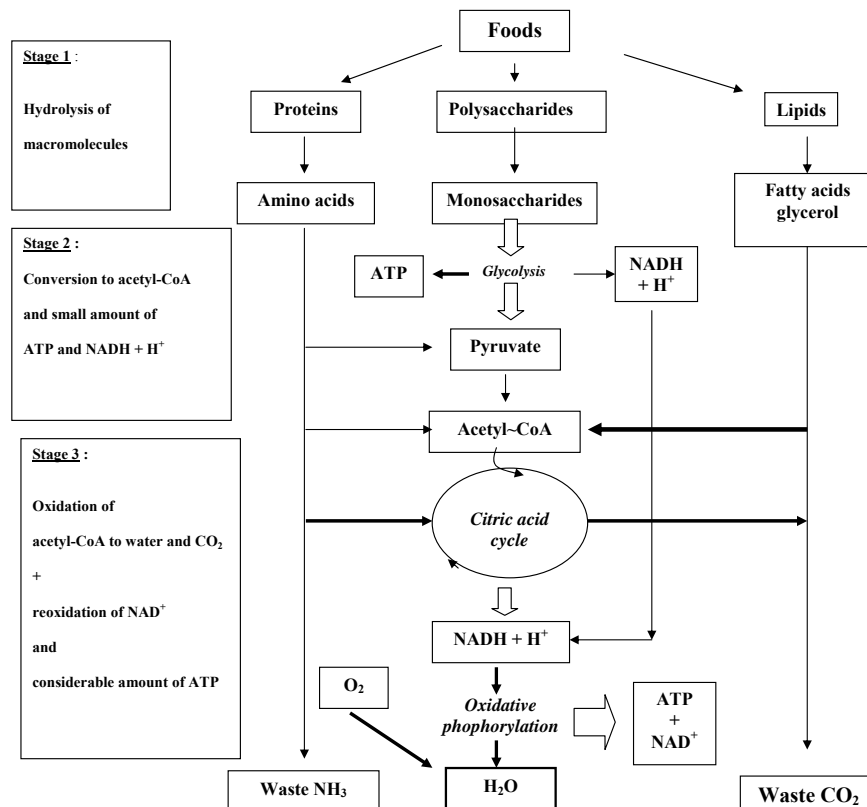 Foods
Stage 1 :
Hydrolysis of
macromolecules
Proteins
Polysaccharides
Lipids
Amino acids
Monosaccharides
Fatty acids
glycerol
Stage 2 :
Conversion to acetyl-CoA
and small amount of
ATP and NADH + H⁺
ATP
Glycolysis
NADH
+ H⁺
Pyruvate
Acetyl~CoA
Stage 3 :
Oxidation of
acetyl-CoA to water and CO₂
+
reoxidation of NAD⁺
and
considerable amount of ATP
Citric acid
cycle
NADH + H⁺
O₂
Oxidative
phophorylation
ATP
+
NAD⁺
Waste NH₃
H₂O
Waste CO₂